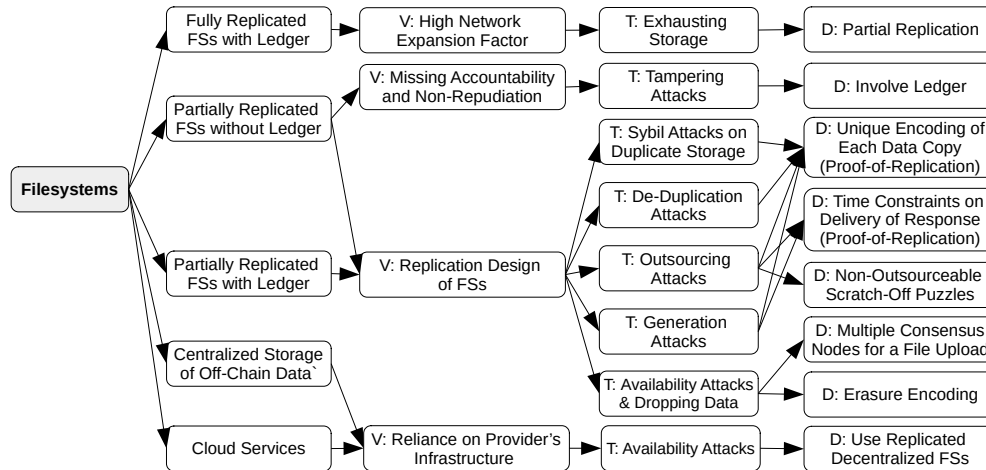 Fully Replicated
FSs with Ledger
V: High Network
Expansion Factor
T: Exhausting
Storage
D: Partial Replication
V: Missing Accountability
and Non-Repudiation
T: Tampering
Attacks
D: Involve Ledger
Partially Replicated
FSs without Ledger
T: Sybil Attacks on
Duplicate Storage
D: Unique Encoding of
Each Data Copy
(Proof-of-Replication)
Filesystems
T: De-Duplication
Attacks
D: Time Constraints on
Delivery of Response
(Proof-of-Replication)
Partially Replicated
FSs with Ledger
V: Replication Design
of FSs
T: Outsourcing
Attacks
D: Non-Outsourceable
Scratch-Off Puzzles
T: Generation
Attacks
D: Multiple Consensus
Nodes for a File Upload
Centralized Storage
of Off-Chain Data`
T: Availability Attacks
& Dropping Data
D: Erasure Encoding
Cloud Services
V: Reliance on Provider's
Infrastructure
T: Availability Attacks
D: Use Replicated
Decentralized FSs